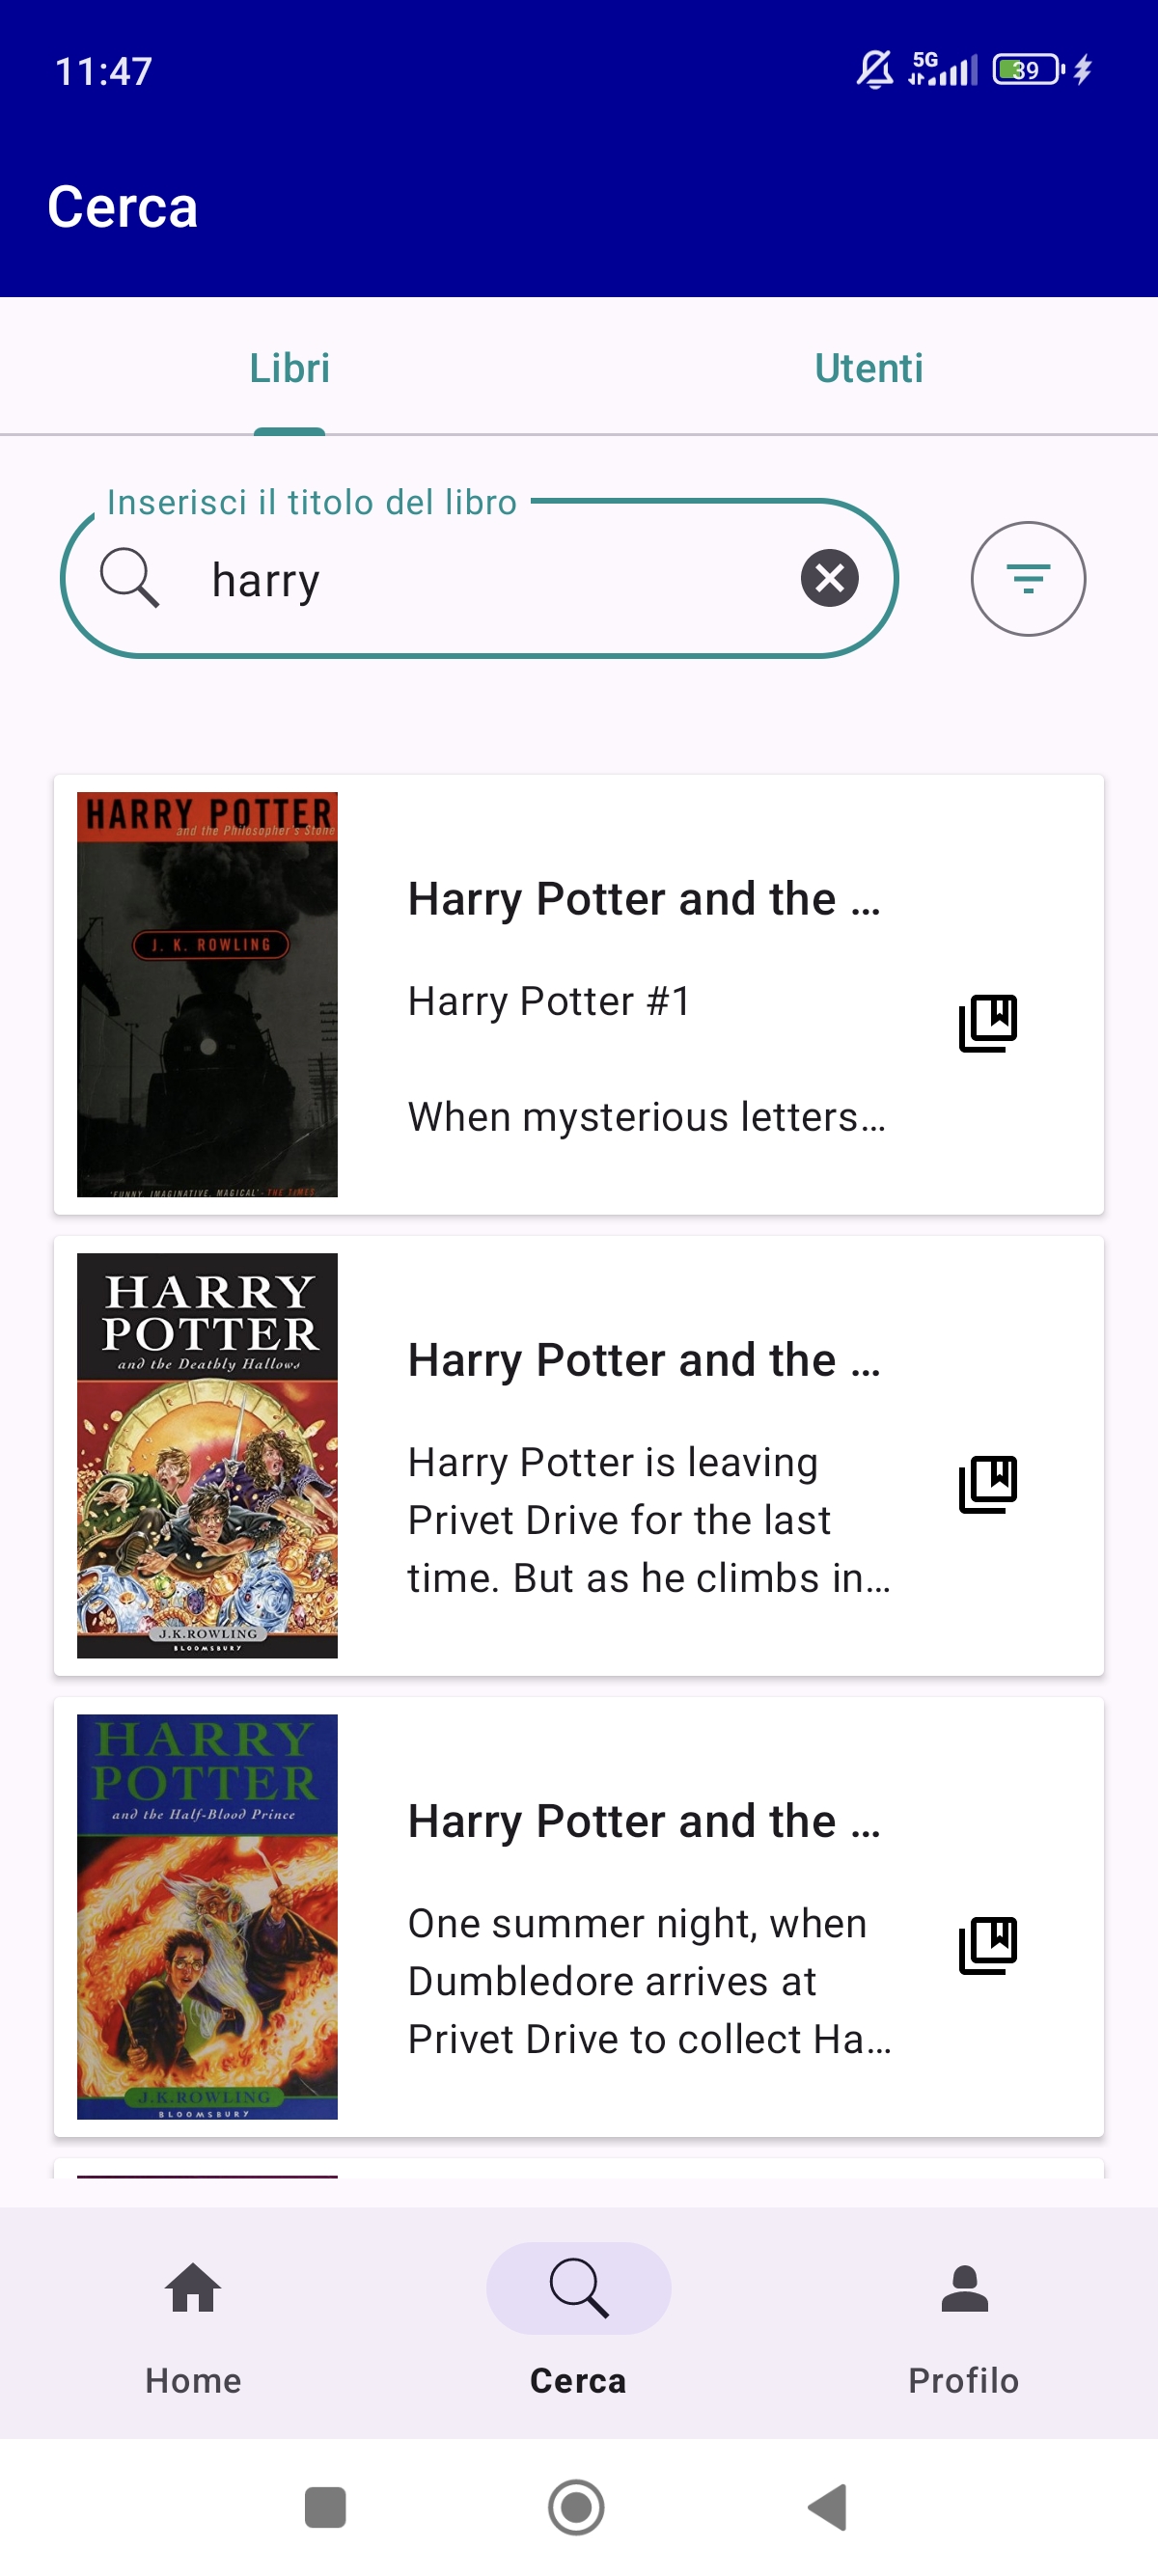 11:47
5G
39
Cerca
Libri
Utenti
Inserisci il titolo del libro
harry
HARRY POTTER
and the Philosopher's Stone
J. K. ROWLING
'FUNNY, IMAGINATIVE, MAGICAL' - THE TIMES
Harry Potter and the ...
Harry Potter #1
When mysterious letters...
HARRY
POTTER
and the Deathly Hallows
J.K.ROWLING
BLOOMSBURY
Harry Potter and the ...
Harry Potter is leaving
Privet Drive for the last
time. But as he climbs in...
HARRY
POTTER
and the Half-Blood Prince
J.K.ROWLING
BLOOMSBURY
Harry Potter and the ...
One summer night, when
Dumbledore arrives at
Privet Drive to collect Ha...
Home
Cerca
Profilo